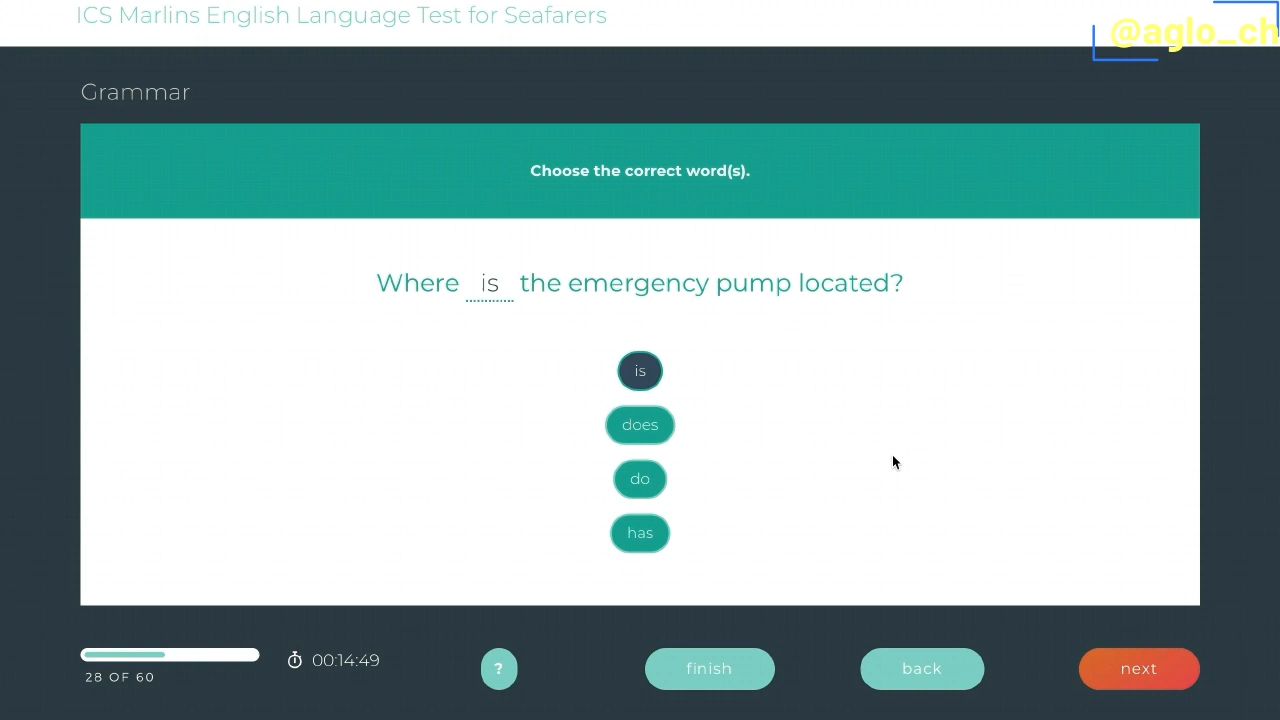 ICS Marlins English Language Test for Seafarers
@aglo_ch
Grammar
Choose the correct word(s).
Where is the emergency pump located?
is
does
do
has
28 OF 60
00:14:49
?
finish
back
next